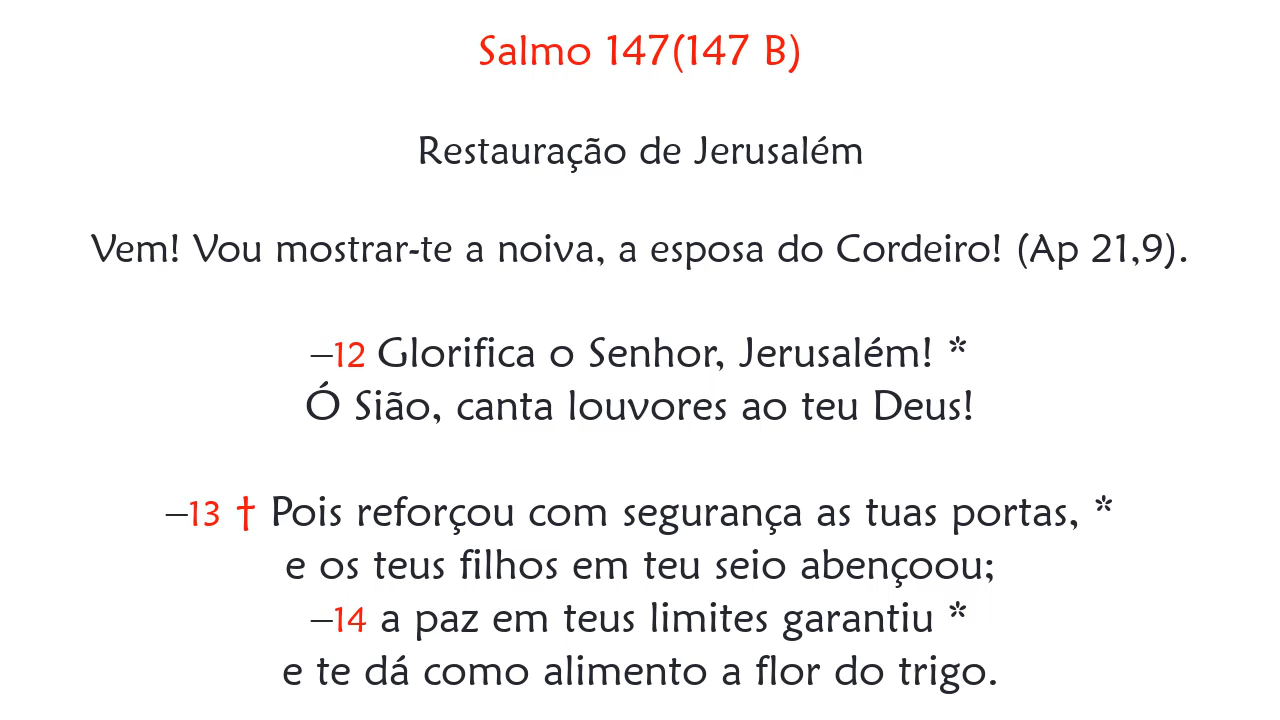 Salmo 147(147 B)
Restauração de Jerusalém
Vem! Vou mostrar-te a noiva, a esposa do Cordeiro! (Ap 21,9).
–12 Glorifica o Senhor, Jerusalém! *
Ó Sião, canta louvores ao teu Deus!
–13 † Pois reforçou com segurança as tuas portas, *
e os teus filhos em teu seio abençoou;
–14 a paz em teus limites garantiu *
e te dá como alimento a flor do trigo.